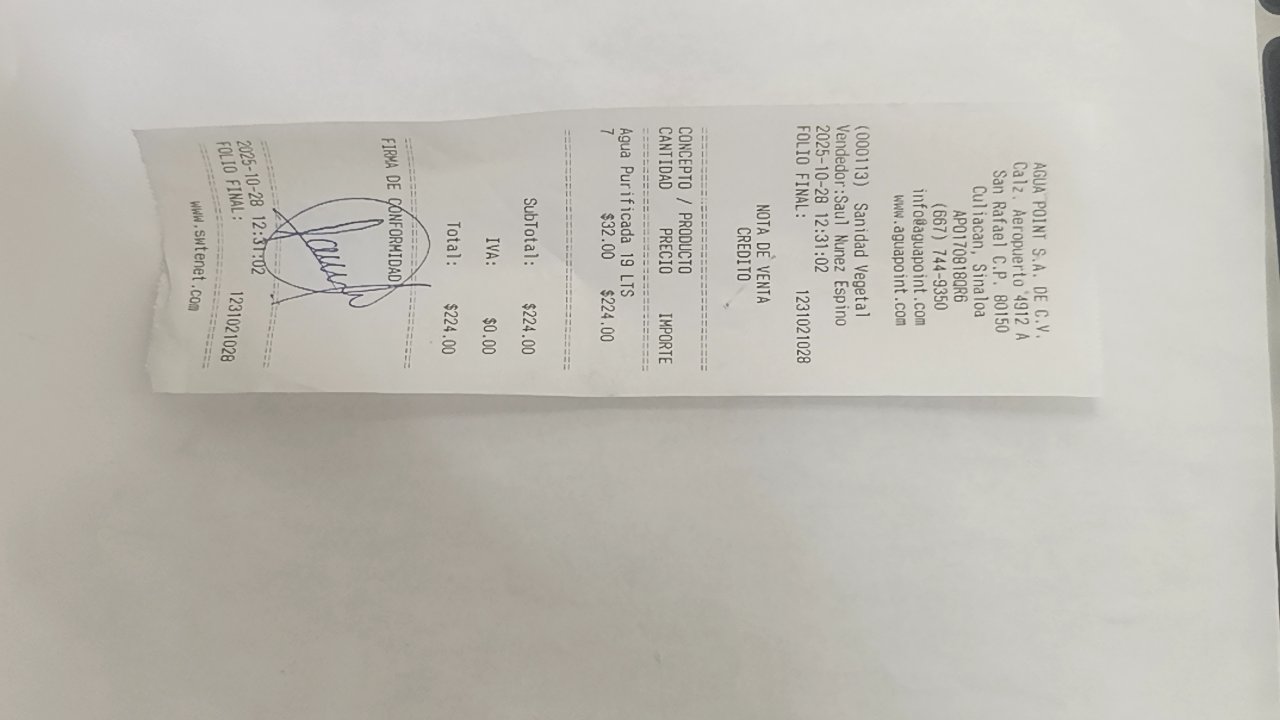 AGUA POINT S.A. DE C.V.
Calz. Aeropuerto 4912 A
San Rafael C.P. 80150
Culiacan, Sinaloa
APO170818QR6
(667) 744-9350
info@aguapoint.com
www.aguapoint.com
(000113) Sanidad Vegetal
Vendedor:Saul Nunez Espino
2025-10-28 12:31:02
FOLIO FINAL: 1231021028
NOTA DE VENTA
CREDITO
================================
CONCEPTO / PRODUCTO
CANTIDAD PRECIO IMPORTE
================================
Agua Purificada 19 LTS
7 $32.00 $224.00
================================
SubTotal: $224.00
IVA: $0.00
Total: $224.00
================================
FIRMA DE CONFORMIDAD
================================
2025-10-28 12:31:02
FOLIO FINAL: 1231021028
================================
www.swtenet.com